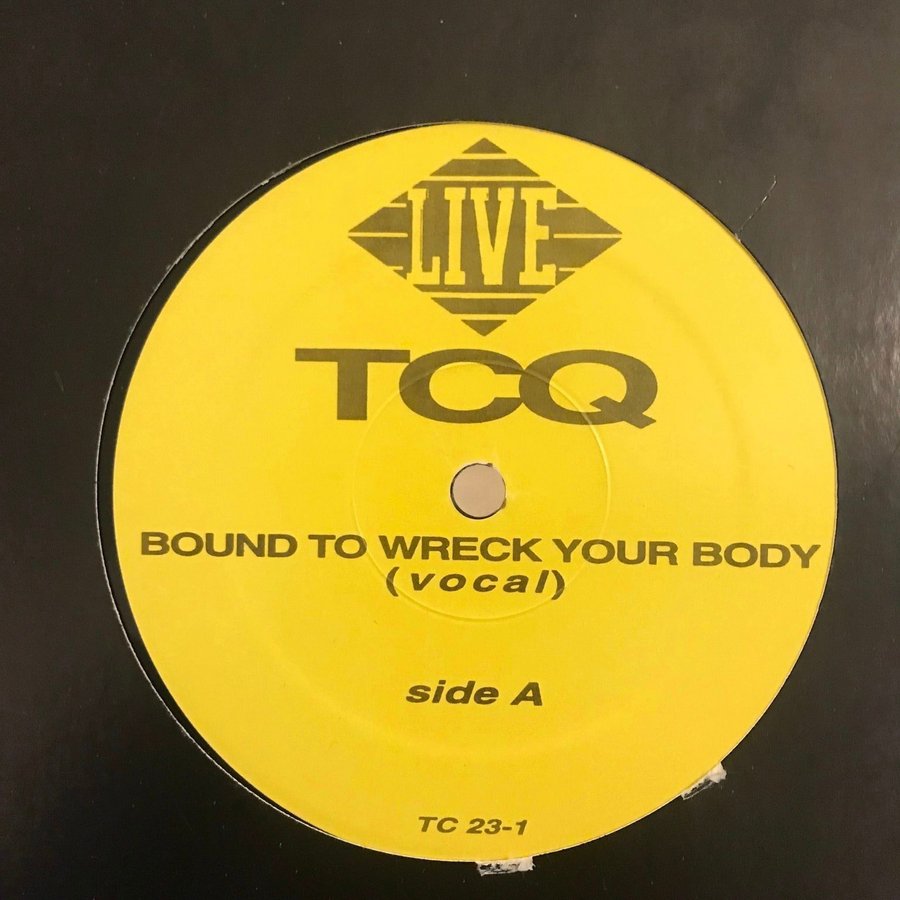 LIVE
TCQ
BOUND TO WRECK YOUR BODY
(vocal)
side A
TC 23-1